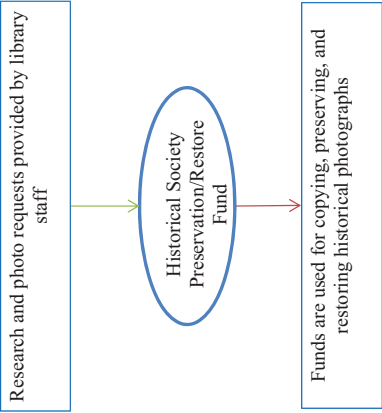 Research and photo requests provided by library
staff
Historical Society
Preservation/Restore
Fund
Funds are used for copying, preserving, and
restoring historical photographs